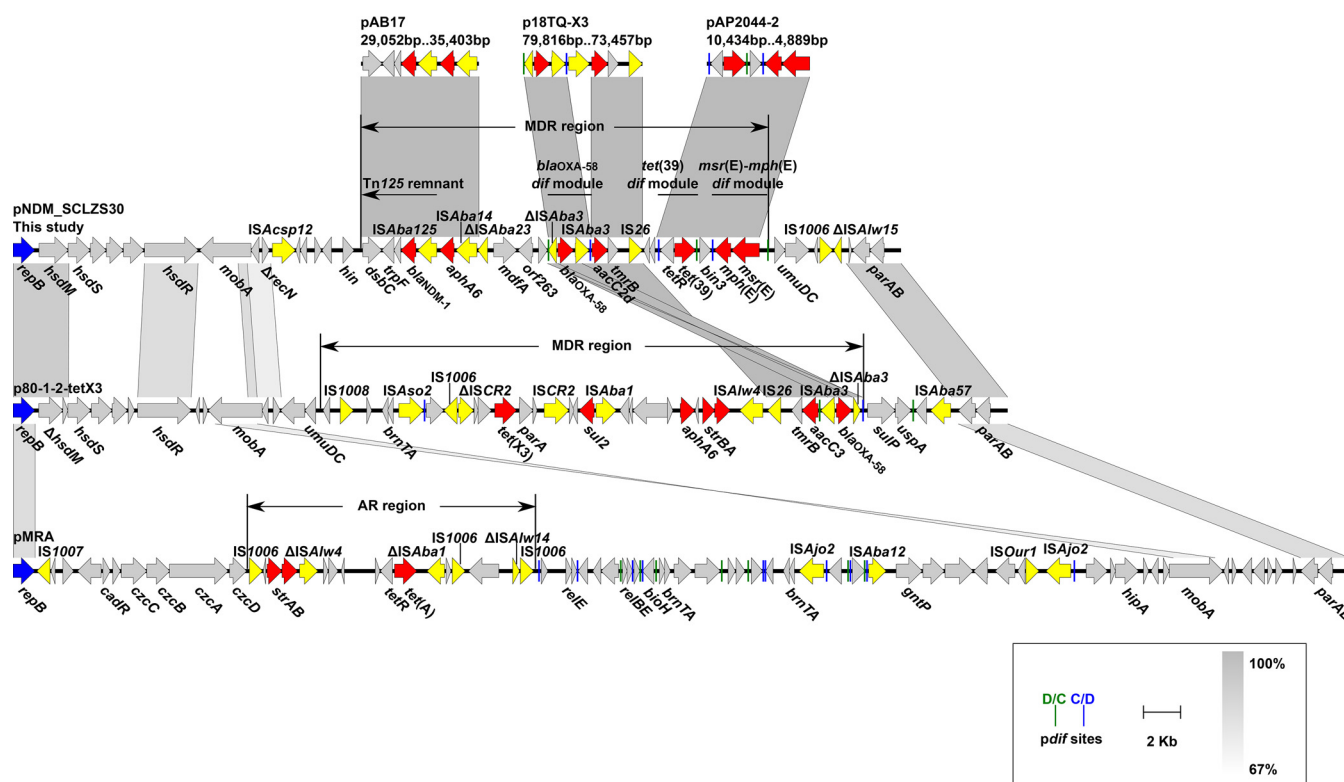 pAB17 p18TQ-X3 pAP2044-2
29,052bp..35,403bp 79,816bp..73,457bp 10,434bp..4,889bp
MDR region
blaOXA-58 tet(39) msr(E)-mph(E)
Tn125 remnant dif module dif module dif module
pNDM_SCLZS30
This study
ISAcsp12 ISAba125 ISAba14 ΔISAba23 ΔISAba3 ISAba3 IS26 IS1006 ΔISAlw15
repB hsdM hsdS hsdR mobA ΔrecN hin dsbC trpF blaNDM-1 aphA6 mdfA orf263 blaOXA-58 aacC2d tmrB tetR tet(39) bin3 mph(E) msr(E) umuDC parAB
MDR region
p80-1-2-tetX3
IS1008 ISAso2 IS1006 ΔISCR2 ISCR2 ISAba1 ISAlw4 IS26 ISAba3 ΔISAba3 ISAba57
repB ΔhsdM hsdS hsdR mobA umuDC brnTA tet(X3) parA sul2 aphA6 strBA tmrB aacC3 blaOXA-58 sulP uspA parAB
AR region
pMRA
IS1007 IS1006 ΔISAlw4 ΔISAba1 IS1006 ΔISAlw14 IS1006 ISAjo2 ISAba12 ISOur1 ISAjo2
repB cadR czcC czcB czcA czcD strAB tetR tet(A) relE relBE bioH brnTA brnTA gntP hipA mobA parAB
D/C C/D
pdif sites
2 Kb
100%
67%